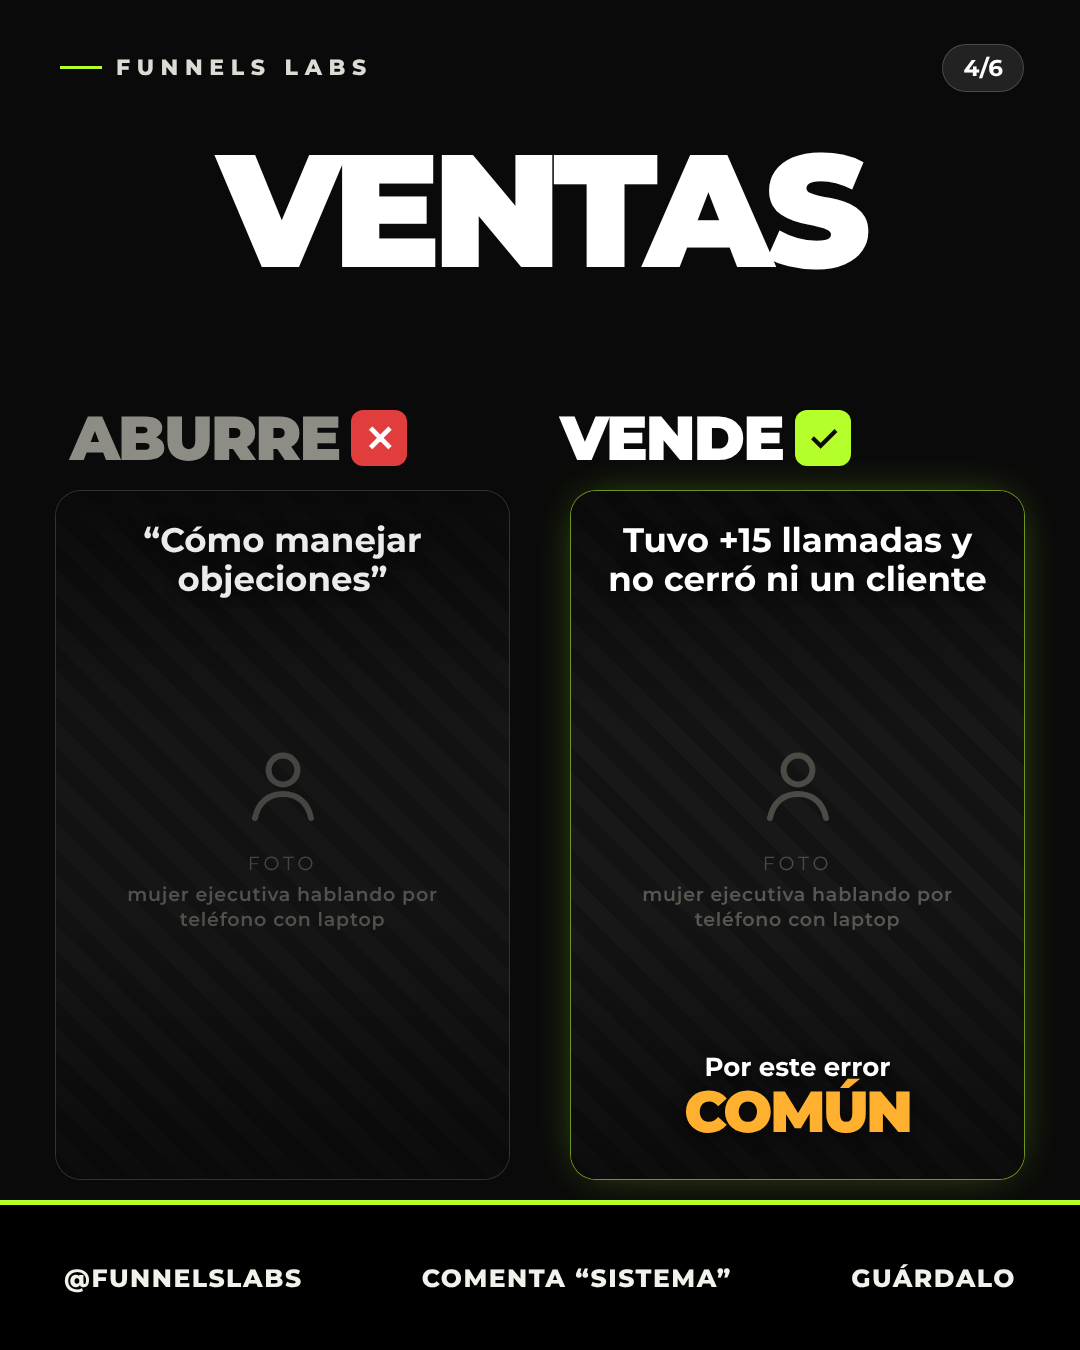 FUNNELS LABS
4/6
VENTAS
ABURRE
VENDE
“Cómo manejar
objeciones”
FOTO
mujer ejecutiva hablando por
teléfono con laptop
Tuvo +15 llamadas y
no cerró ni un cliente
FOTO
mujer ejecutiva hablando por
teléfono con laptop
Por este error
COMÚN
@FUNNELSLABS
COMENTA “SISTEMA”
GUÁRDALO